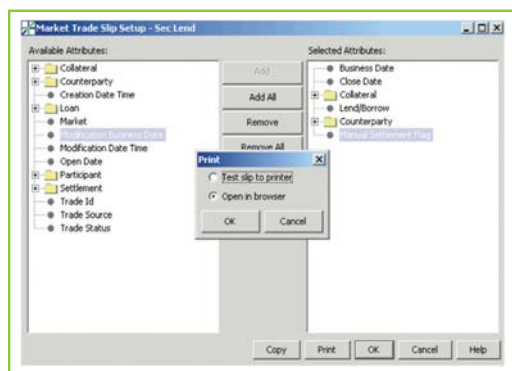 Market Trade Slip Setup - Sec Lend
Available Attributes:
Selected Attributes:
Collateral
Counterparty
Creation Date Time
Loan
Market
Modification Business Date
Modification Date Time
Open Date
Participant
Settlement
Trade Id
Trade Source
Trade Status
Add
Add All
Remove
Remove All
Business Date
Close Date
Collateral
Lend/Borrow
Counterparty
Manual Settlement Flag
Print
Test slip to printer
Open in browser
OK
Cancel
Copy
Print
OK
Cancel
Help